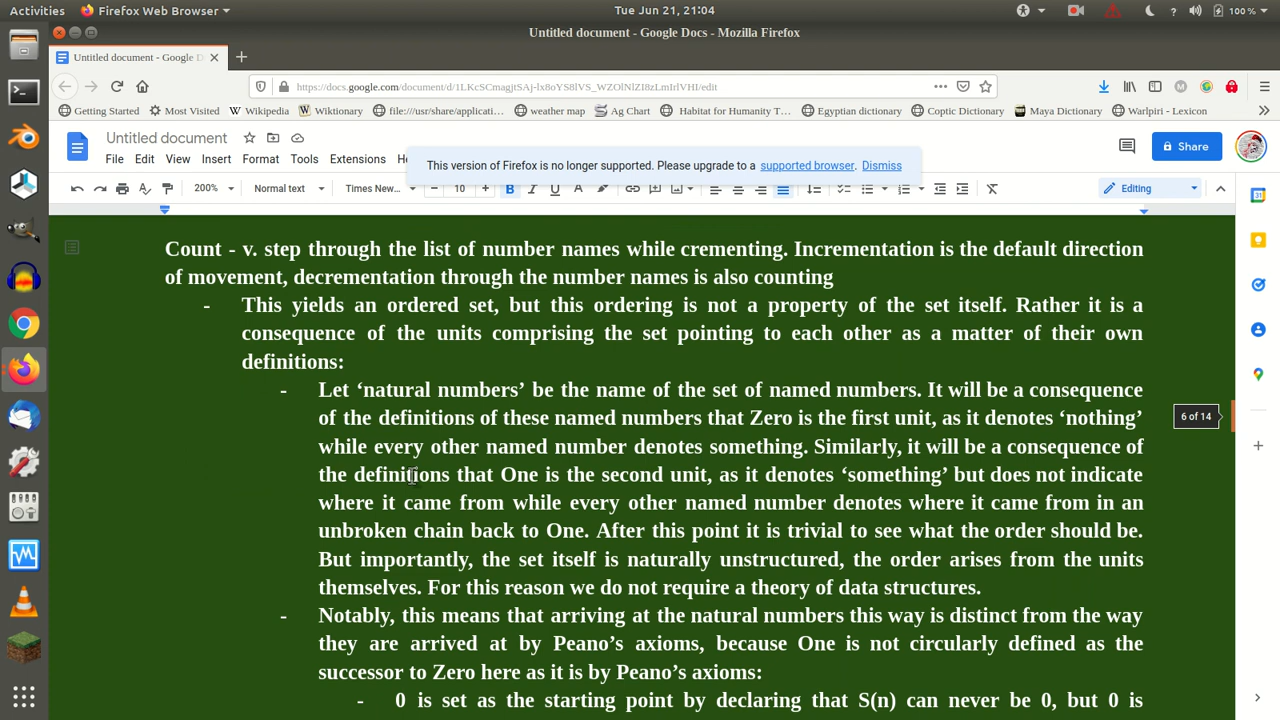 Activities Firefox Web Browser Tue Jun 21, 21:04 100 %
Untitled document - Google Docs - Mozilla Firefox
Untitled document - Google D
https://docs.google.com/document/d/
Getting Started Most Visited Wikipedia Wiktionary file:///usr/share/applicati... weather map Ag Chart Habitat for Humanity T... Egyptian dictionary Coptic Dictionary Maya Dictionary Warlpiri - Lexicon
Untitled document
Share
File Edit View Insert Format Tools Extensions H
This version of Firefox is no longer supported. Please upgrade to a supported browser. Dismiss
200% Normal text Times New... 10 B I U A Editing
Count - v. step through the list of number names while crementing. Incrementation is the default direction
of movement, decrementation through the number names is also counting
- This yields an ordered set, but this ordering is not a property of the set itself. Rather it is a
consequence of the units comprising the set pointing to each other as a matter of their own
definitions:
- Let ‘natural numbers’ be the name of the set of named numbers. It will be a consequence
of the definitions of these named numbers that Zero is the first unit, as it denotes ‘nothing’
6 of 14
while every other named number denotes something. Similarly, it will be a consequence of
the definitions that One is the second unit, as it denotes ‘something’ but does not indicate
where it came from while every other named number denotes where it came from in an
unbroken chain back to One. After this point it is trivial to see what the order should be.
But importantly, the set itself is naturally unstructured, the order arises from the units
themselves. For this reason we do not require a theory of data structures.
- Notably, this means that arriving at the natural numbers this way is distinct from the way
they are arrived at by Peano’s axioms, because One is not circularly defined as the
successor to Zero here as it is by Peano’s axioms:
- 0 is set as the starting point by declaring that S(n) can never be 0, but 0 is